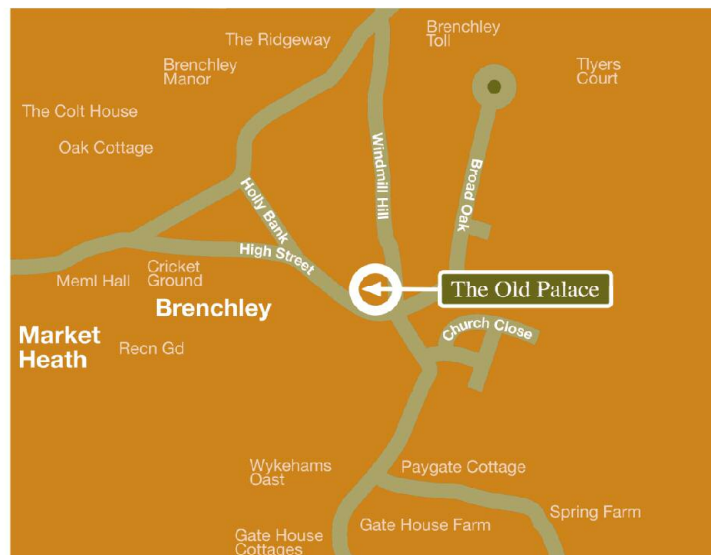 The Ridgeway
Brenchley
Toll
Brenchley
Manor
Tlyers
Court
The Colt House
Oak Cottage
Windmill Hill
Broad Oak
Holly Bank
High Street
Meml Hall
Cricket
Ground
The Old Palace
Brenchley
Church Close
Market
Heath
Recn Gd
Wykehams
Oast
Paygate Cottage
Spring Farm
Gate House Farm
Gate House
Cottages